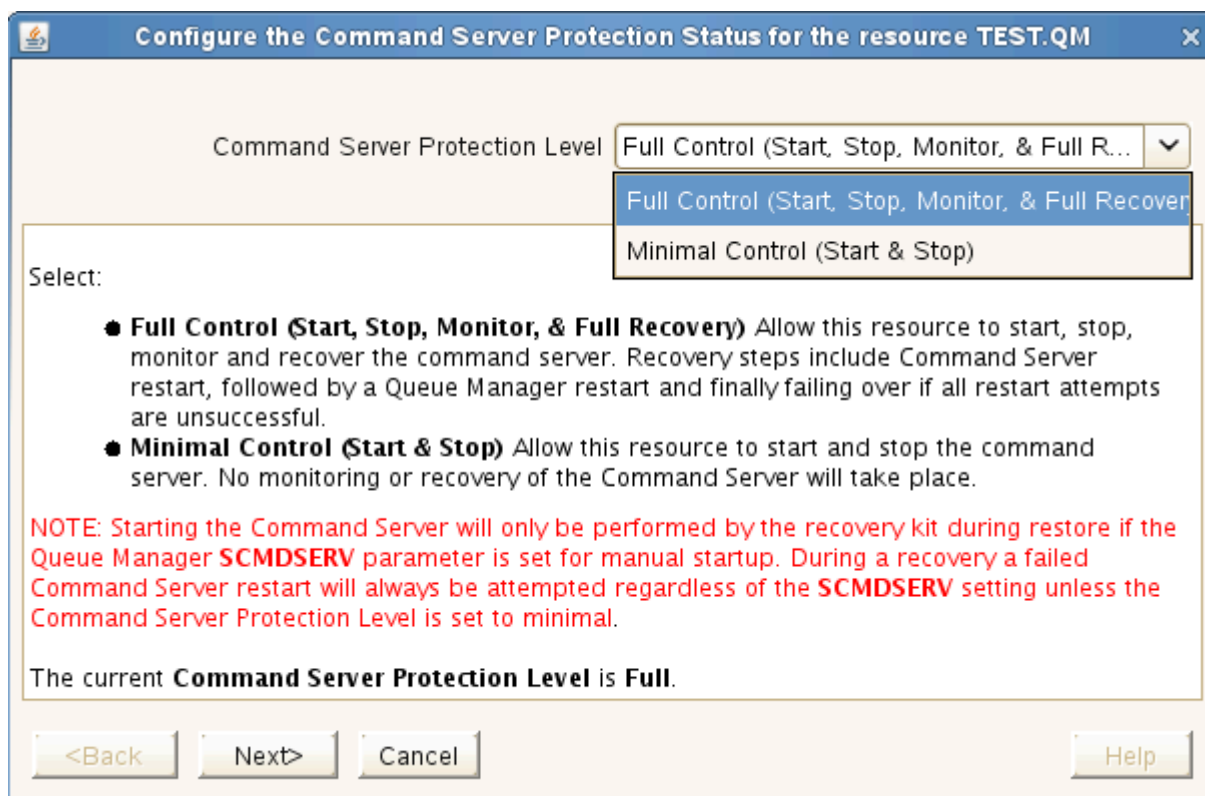 Configure the Command Server Protection Status for the resource TEST.QM
Command Server Protection Level Full Control (Start, Stop, Monitor, & Full R...
Full Control (Start, Stop, Monitor, & Full Recover
Minimal Control (Start & Stop)
Select:
Full Control (Start, Stop, Monitor, & Full Recovery) Allow this resource to start, stop,
monitor and recover the command server. Recovery steps include Command Server
restart, followed by a Queue Manager restart and finally failing over if all restart attempts
are unsuccessful.
Minimal Control (Start & Stop) Allow this resource to start and stop the command
server. No monitoring or recovery of the Command Server will take place.
NOTE: Starting the Command Server will only be performed by the recovery kit during restore if the
Queue Manager SCMDSERV parameter is set for manual startup. During a recovery a failed
Command Server restart will always be attempted regardless of the SCMDSERV setting unless the
Command Server Protection Level is set to minimal.
The current Command Server Protection Level is Full.
<Back Next> Cancel Help